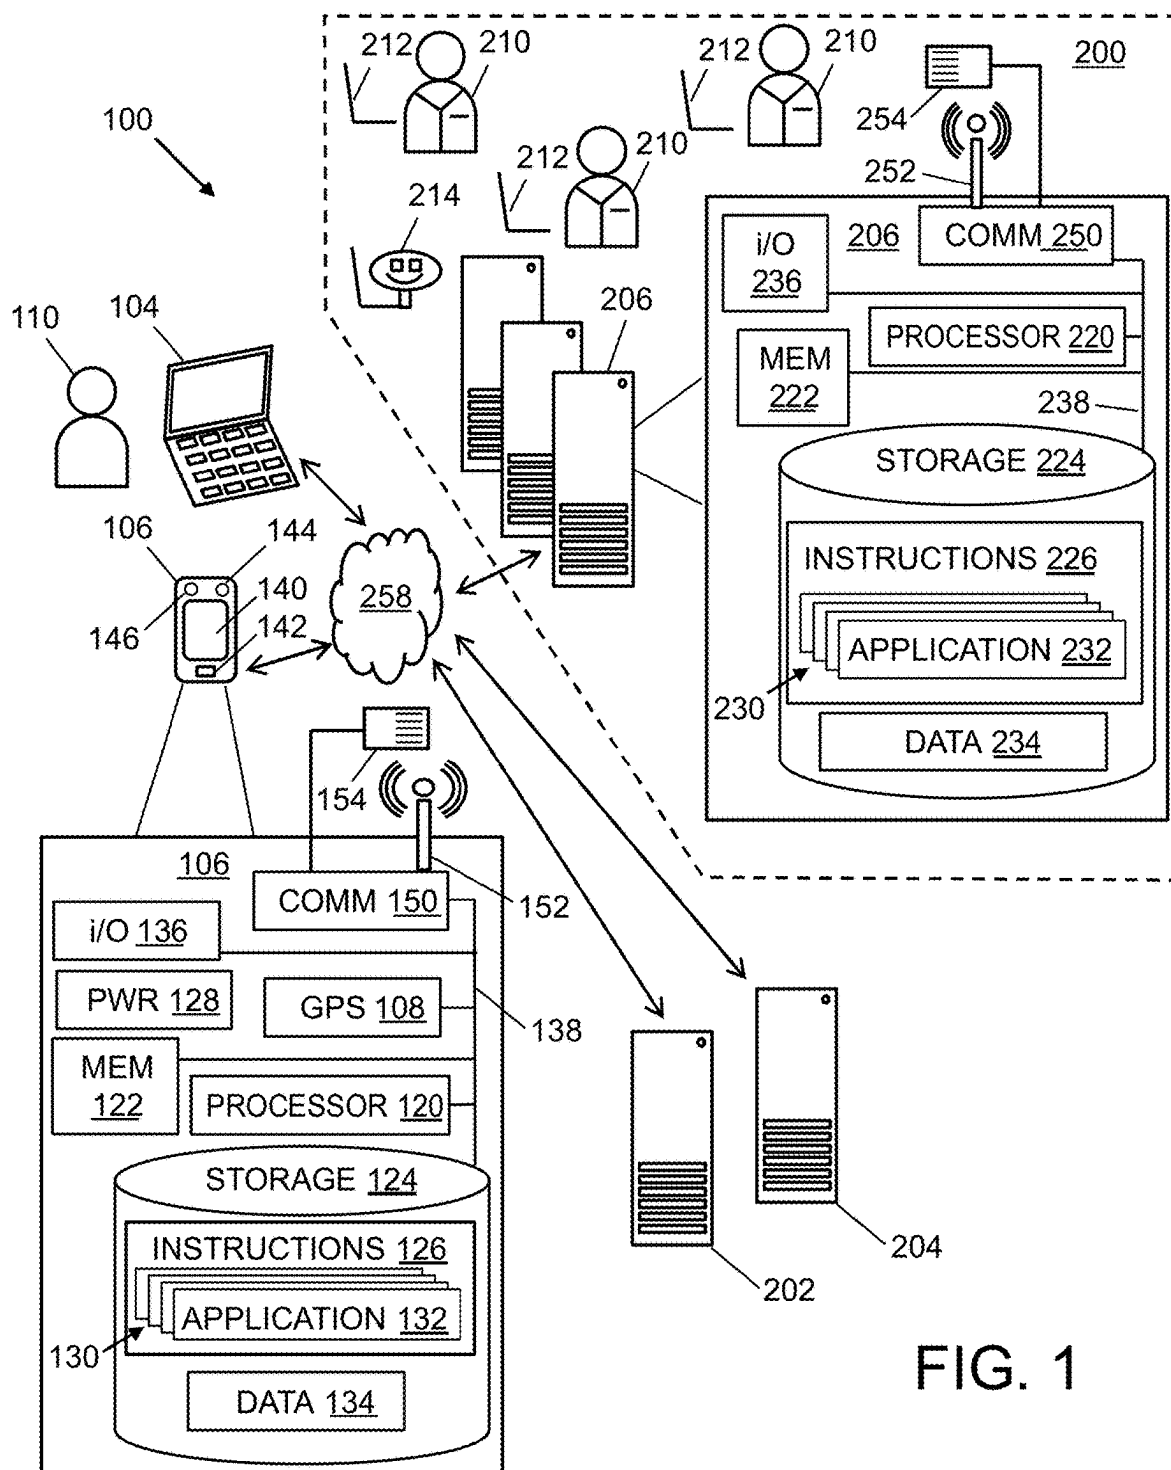 212
210
212
210
200
254
100
212
210
252
214
i/O
236
206
COMM 250
206
PROCESSOR 220
MEM
222
238
110
104
STORAGE 224
INSTRUCTIONS 226
APPLICATION 232
230
DATA 234
106
144
140
146
142
258
154
106
COMM 150
152
i/O 136
PWR 128
GPS 108
138
MEM
122
PROCESSOR 120
STORAGE 124
INSTRUCTIONS 126
APPLICATION 132
130
DATA 134
202
204
FIG. 1